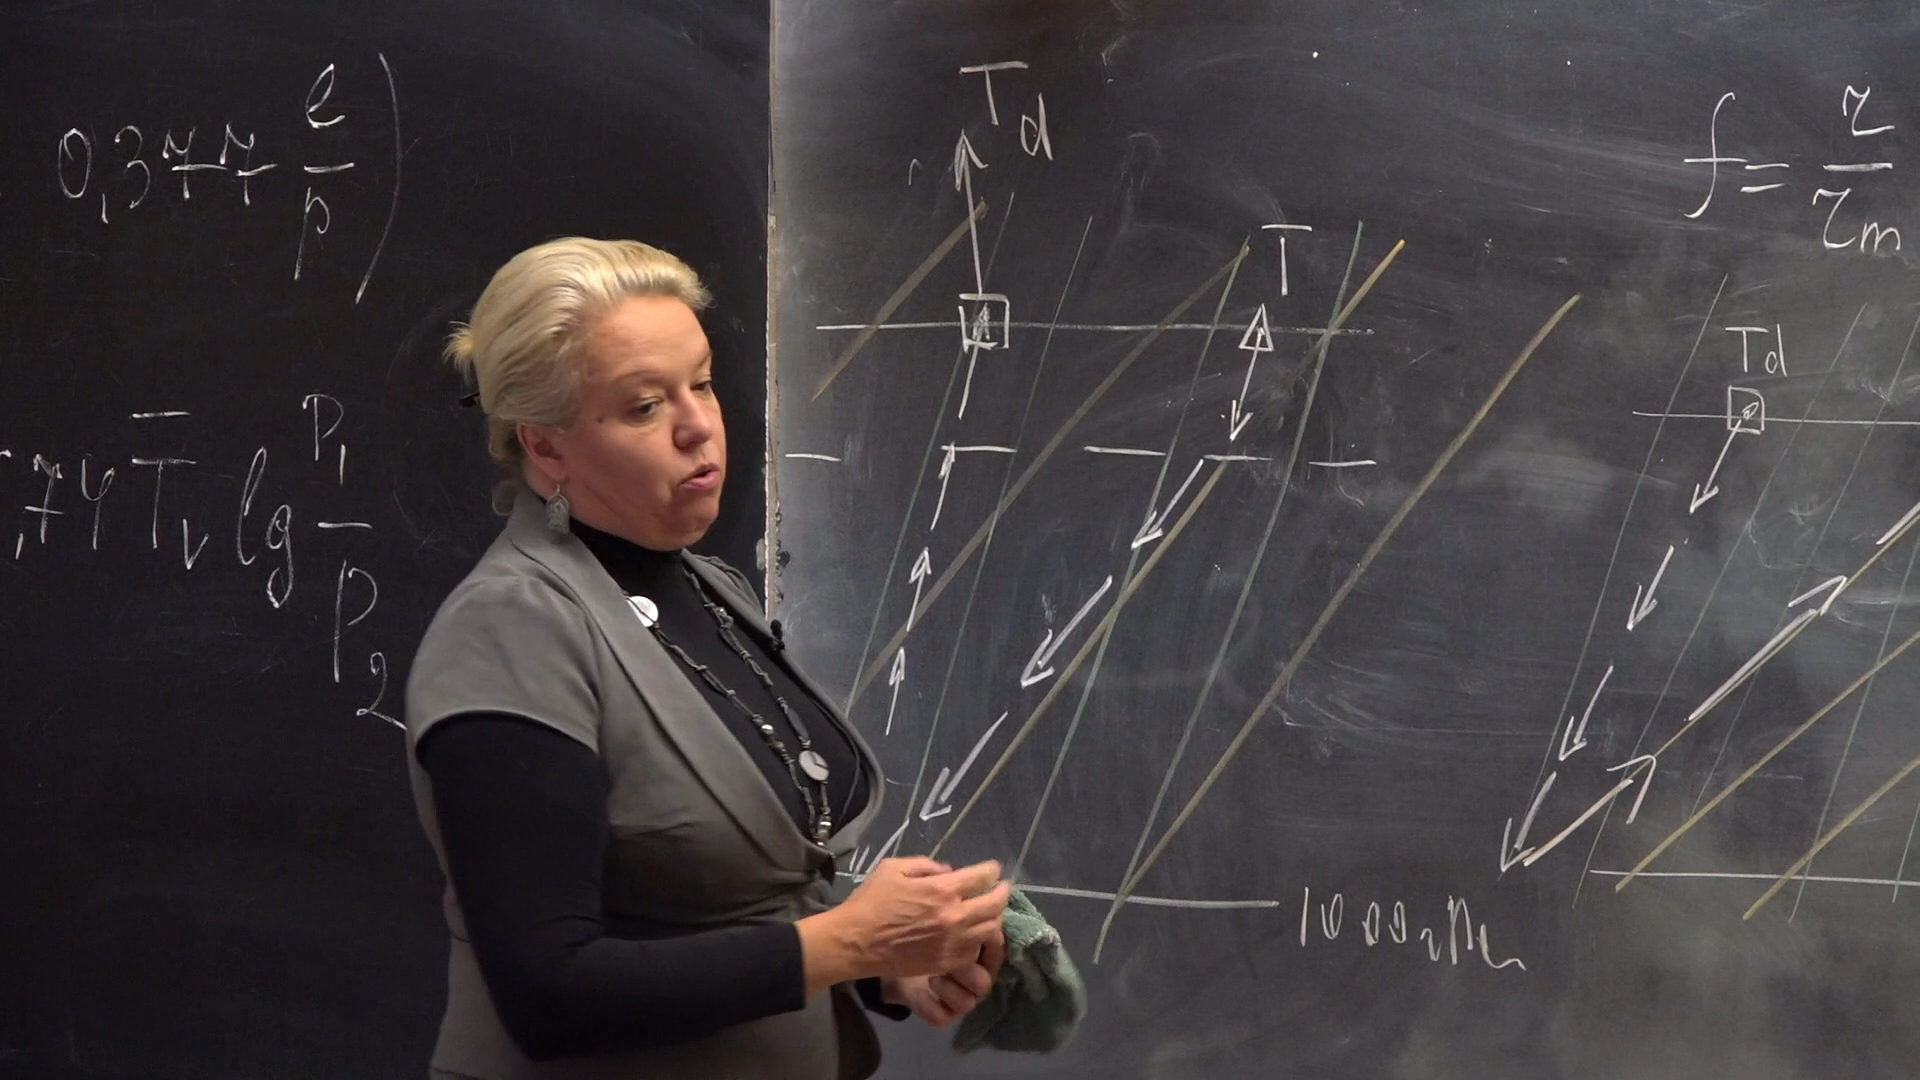 0,377 e/p)
,74 T̅ᵥ lg P₁/P₂
Td
T
1000 гПа
f = r/rm
Td